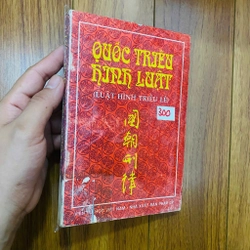 QUỐC TRIỀU
HÌNH LUẬT
(LUẬT HÌNH TRIỀU LÊ)
300
國朝刑律